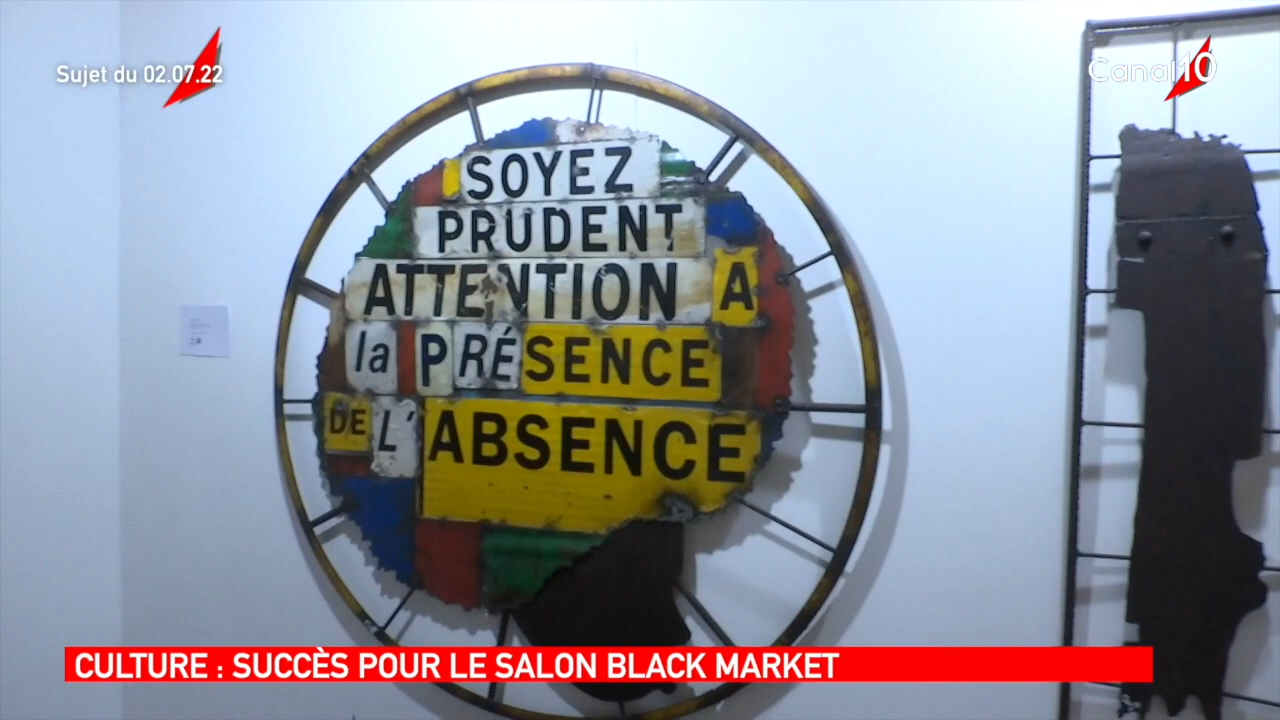 Sujet du 02.07.22
Canal10
SOYEZ
PRUDENT
ATTENTION A
la PRÉSENCE
DE L'ABSENCE
CULTURE : SUCCÈS POUR LE SALON BLACK MARKET